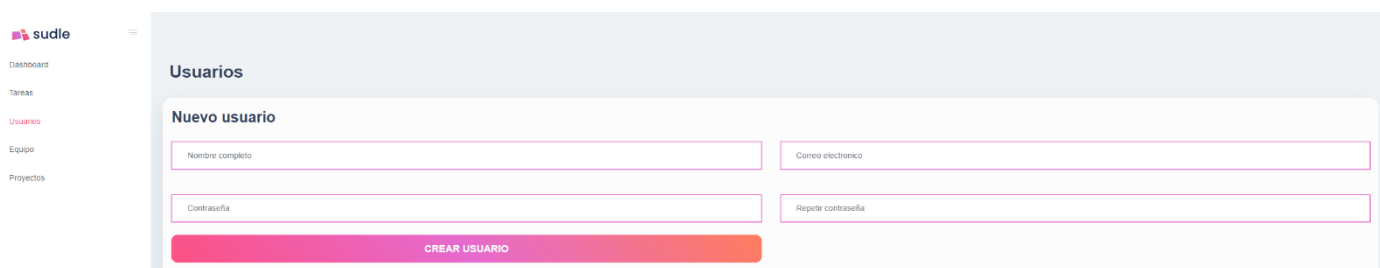 sudle
Dashboard
Tareas
Usuarios
Equipo
Proyectos
Usuarios
Nuevo usuario
Nombre completo
Correo electronico
Contraseña
Repetir contraseña
CREAR USUARIO